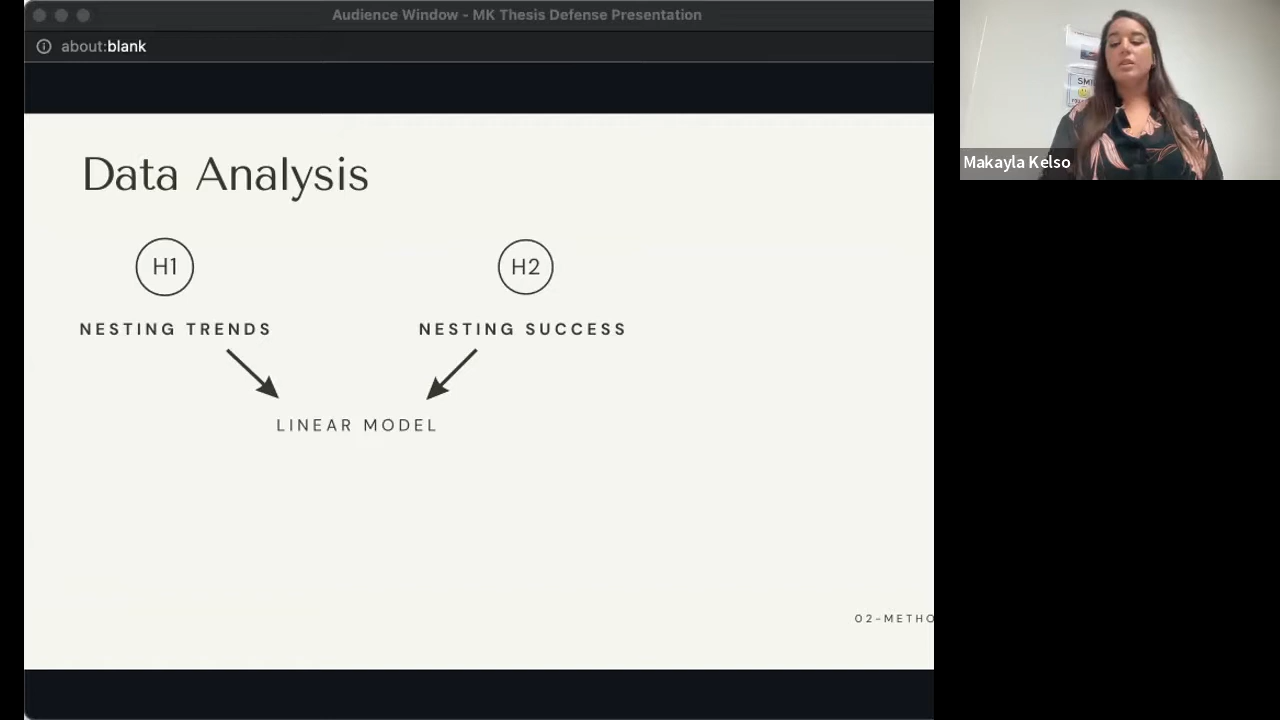 Audience Window - MK Thesis Defense Presentation
about:blank
Data Analysis
H1
H2
NESTING TRENDS
NESTING SUCCESS
LINEAR MODEL
02-METHO
SMI
Makayla Kelso